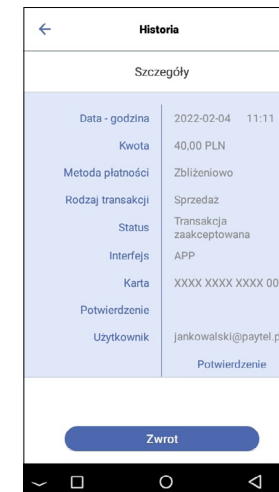 Historia
Szczegóły
Data - godzina 2022-02-04 11:11
Kwota 40,00 PLN
Metoda płatności Zbliżeniowo
Rodzaj transakcji Sprzedaż
Status Transakcja
zaakceptowana
Interfejs APP
Karta XXXX XXXX XXXX 00
Potwierdzenie
Użytkownik jankowalski@paytel.p
Potwierdzenie
Zwrot